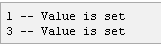 1 -- Value is set
3 -- Value is set